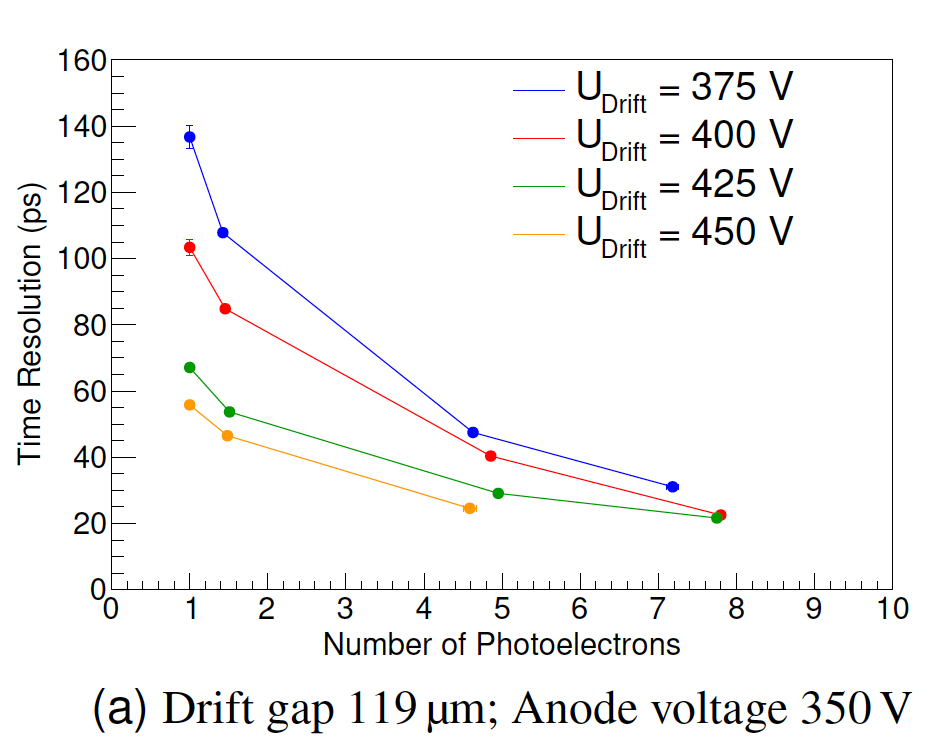 160
140
120
100
80
60
40
20
0
Time Resolution (ps)
U_Drift = 375 V
U_Drift = 400 V
U_Drift = 425 V
U_Drift = 450 V
0 1 2 3 4 5 6 7 8 9 10
Number of Photoelectrons
(a) Drift gap 119 µm; Anode voltage 350 V